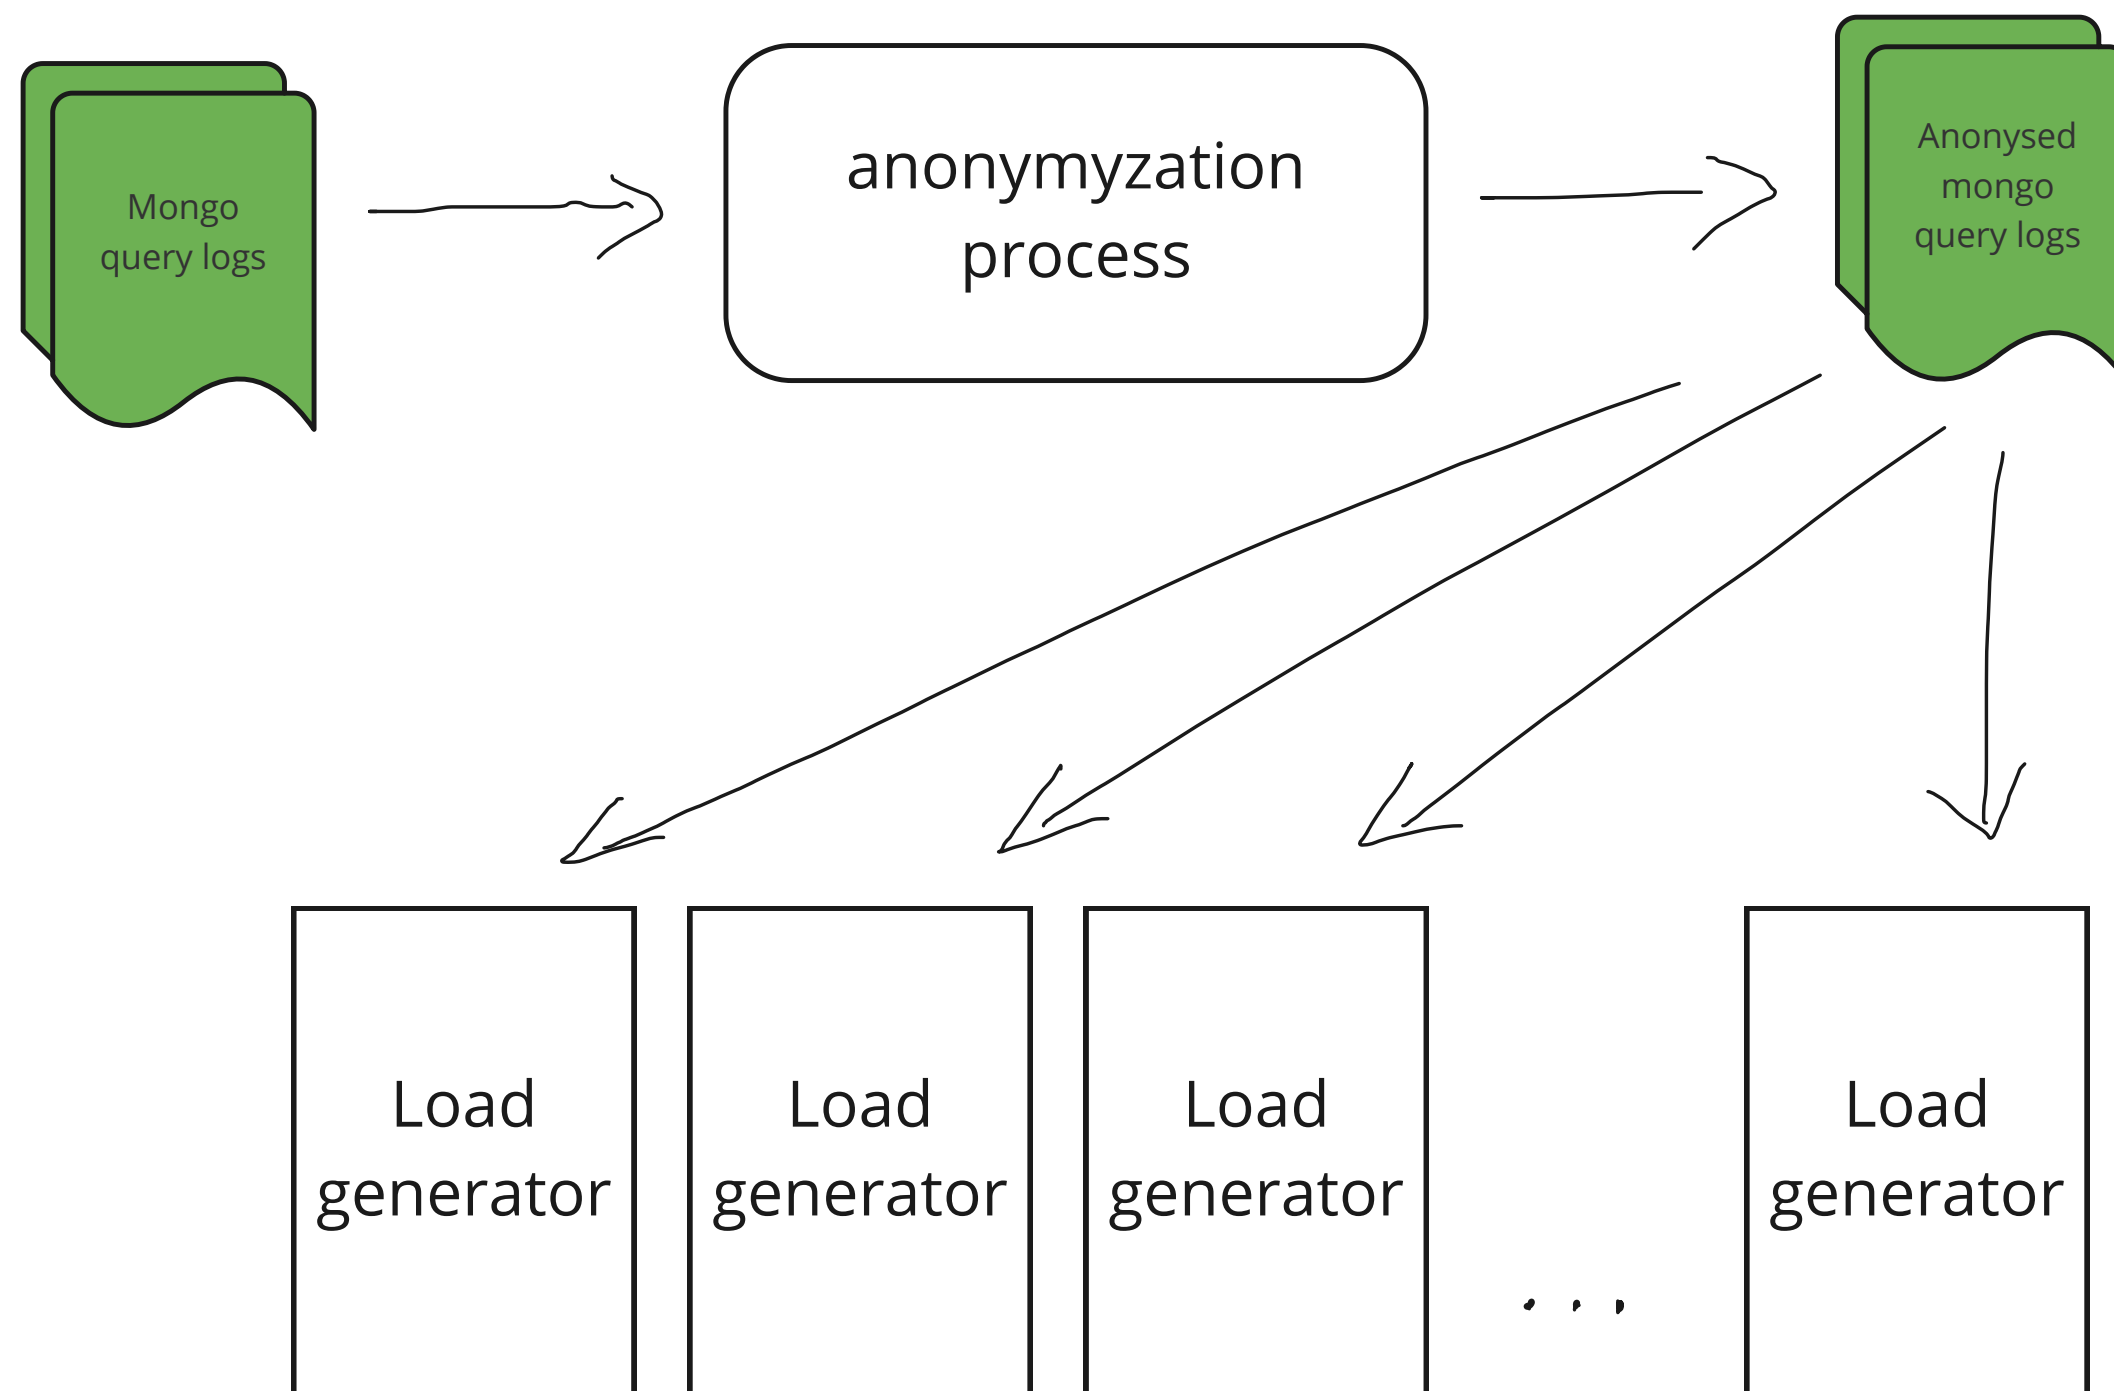 Mongo
query logs
anonymyzation
process
Anonysed
mongo
query logs
Load
generator
Load
generator
Load
generator
...
Load
generator